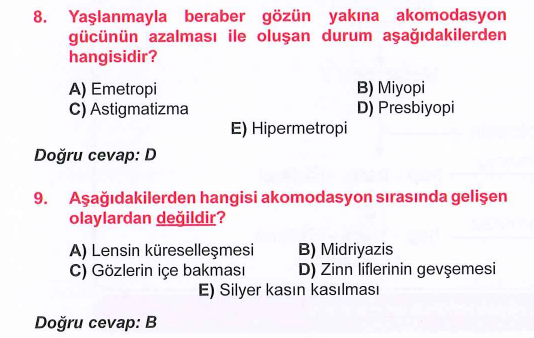 8. Yaşlanmayla beraber gözün yakına akomodasyon
gücünün azalması ile oluşan durum aşağıdakilerden
hangisidir?
A) Emetropi B) Miyopi
C) Astigmatizma D) Presbiyopi
E) Hipermetropi
Doğru cevap: D
9. Aşağıdakilerden hangisi akomodasyon sırasında gelişen
olaylardan değildir?
A) Lensin küreselleşmesi B) Midriyazis
C) Gözlerin içe bakması D) Zinn liflerinin gevşemesi
E) Silyer kasın kasılması
Doğru cevap: B